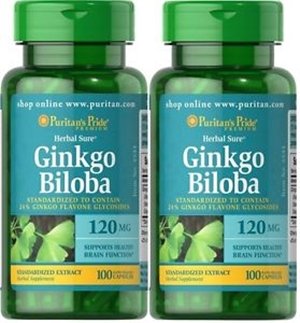 shop online www.puritan.com
Puritan's Pride®
PREMIUM
Herbal Sure®
Ginkgo
Biloba
STANDARDIZED TO CONTAIN
24% GINKGO FLAVONE GLYCOSIDES
120 MG
SUPPORTS HEALTHY
BRAIN FUNCTION*
STANDARDIZED EXTRACT
Herbal Supplement
100 CAPSULES
shop online www.puritan.com
Puritan's Pride®
PREMIUM
Herbal Sure®
Ginkgo
Biloba
STANDARDIZED TO CONTAIN
24% GINKGO FLAVONE GLYCOSIDES
120 MG
SUPPORTS HEALTHY
BRAIN FUNCTION*
STANDARDIZED EXTRACT
Herbal Supplement
100 CAPSULES